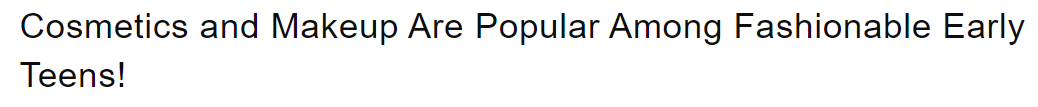 Cosmetics and Makeup Are Popular Among Fashionable Early
Teens!